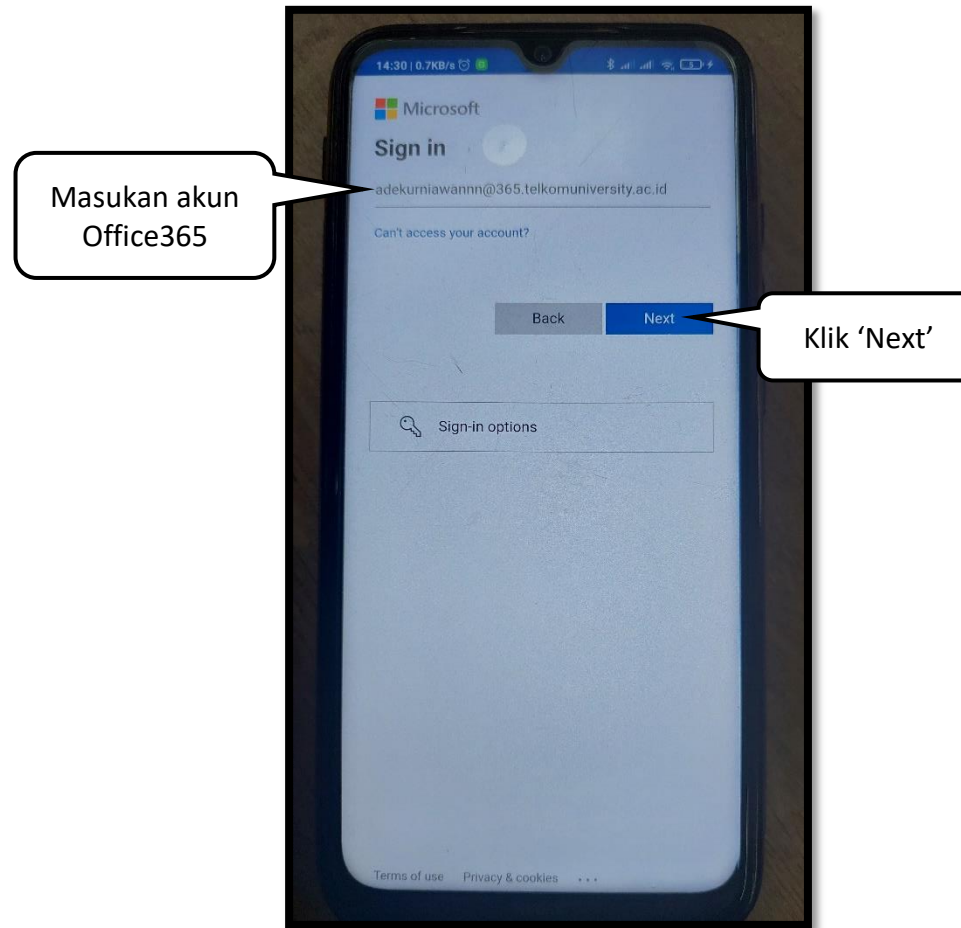 14:30 | 0.7KB/s
Microsoft
Sign in
Masukan akun
Office365
adekurniawannn@365.telkomuniversity.ac.id
Can't access your account?
Back
Next
Klik ‘Next’
Sign-in options
Terms of use
Privacy & cookies
...